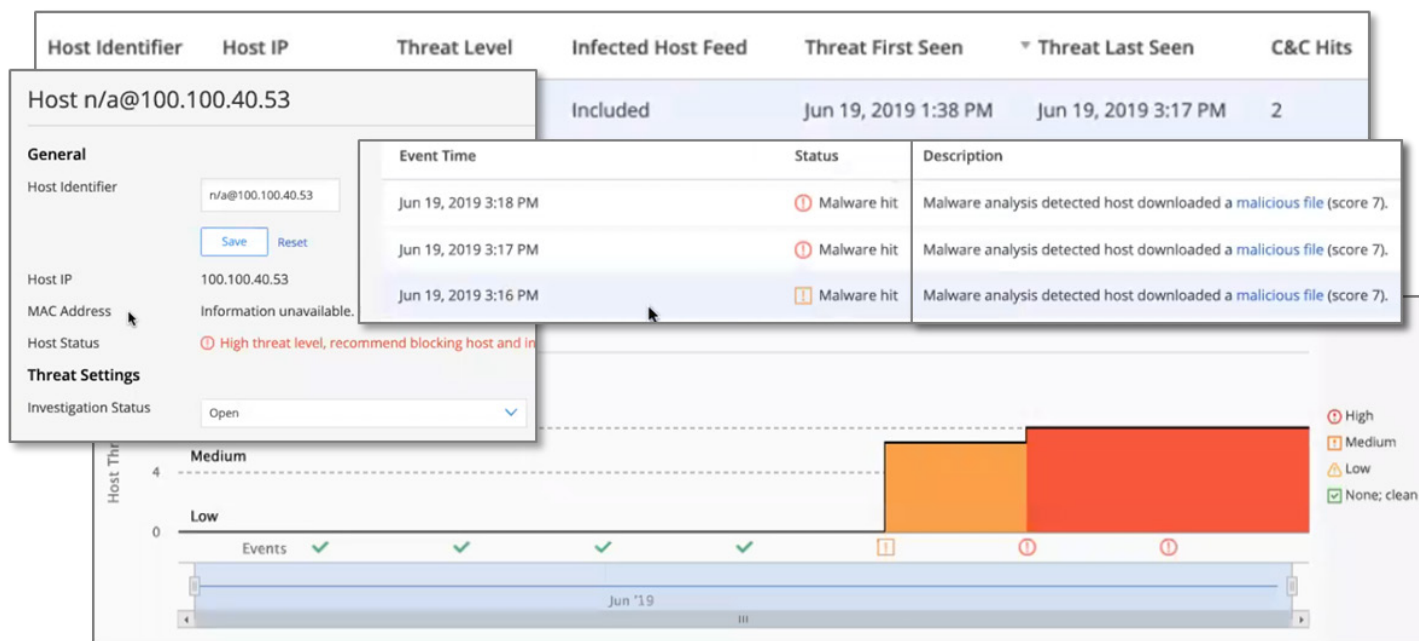 Host Identifier Host IP Threat Level Infected Host Feed Threat First Seen Threat Last Seen C&C Hits
Included Jun 19, 2019 1:38 PM Jun 19, 2019 3:17 PM 2
Host n/a@100.100.40.53
General
Host Identifier n/a@100.100.40.53
Save Reset
Host IP 100.100.40.53
MAC Address Information unavailable.
Host Status High threat level, recommend blocking host and in
Threat Settings
Investigation Status Open
Event Time Status Description
Jun 19, 2019 3:18 PM Malware hit Malware analysis detected host downloaded a malicious file (score 7).
Jun 19, 2019 3:17 PM Malware hit Malware analysis detected host downloaded a malicious file (score 7).
Jun 19, 2019 3:16 PM Malware hit Malware analysis detected host downloaded a malicious file (score 7).
Host Thr
Medium
4
Low
0
Events
Jun '19
High
Medium
Low
None; clean